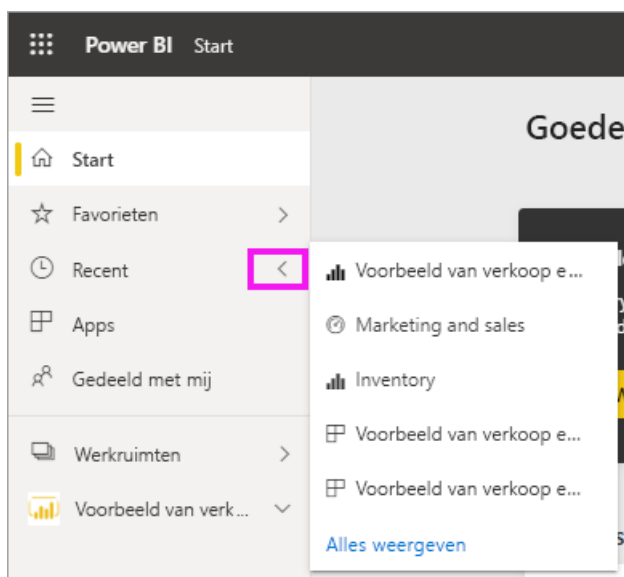 Power BI Start
Goede
Start
Favorieten
Recent
Apps
Gedeeld met mij
Werkruimten
Voorbeeld van verk...
Voorbeeld van verkoop e...
Marketing and sales
Inventory
Voorbeeld van verkoop e...
Voorbeeld van verkoop e...
Alles weergeven